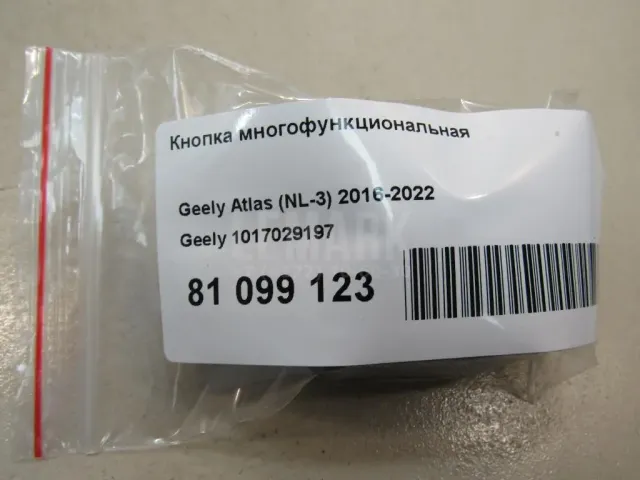 Кнопка многофункциональная
Geely Atlas (NL-3) 2016-2022
Geely 1017029197
81 099 123